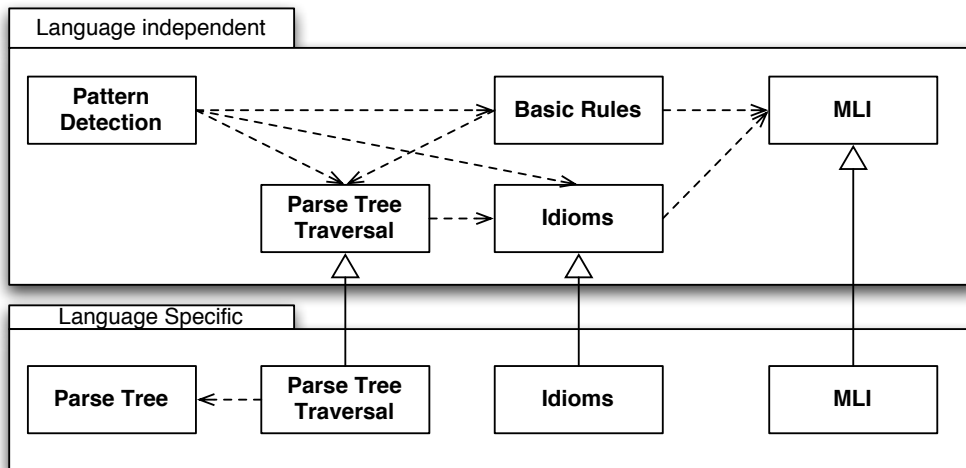 Language independent
Pattern
Detection
Basic Rules
MLI
Parse Tree
Traversal
Idioms
Language Specific
Parse Tree
Parse Tree
Traversal
Idioms
MLI